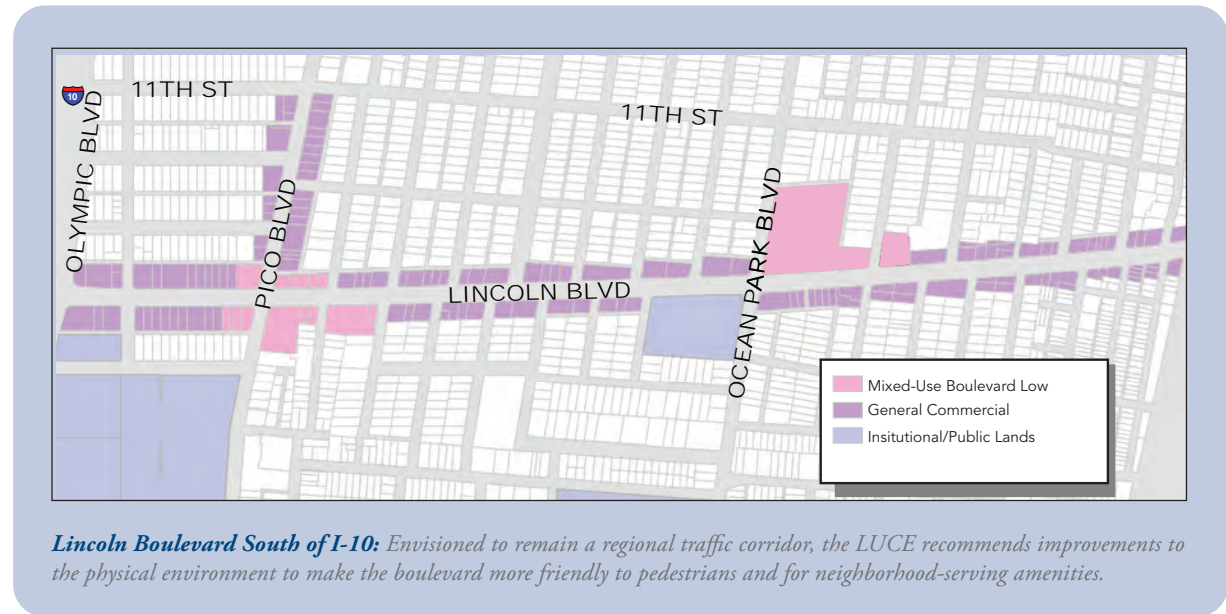 11TH ST
10
OLYMPIC BLVD
11TH ST
PICO BLVD
OCEAN PARK BLVD
LINCOLN BLVD
Mixed-Use Boulevard Low
General Commercial
Insitutional/Public Lands
Lincoln Boulevard South of I-10: Envisioned to remain a regional traffic corridor, the LUCE recommends improvements to
the physical environment to make the boulevard more friendly to pedestrians and for neighborhood-serving amenities.